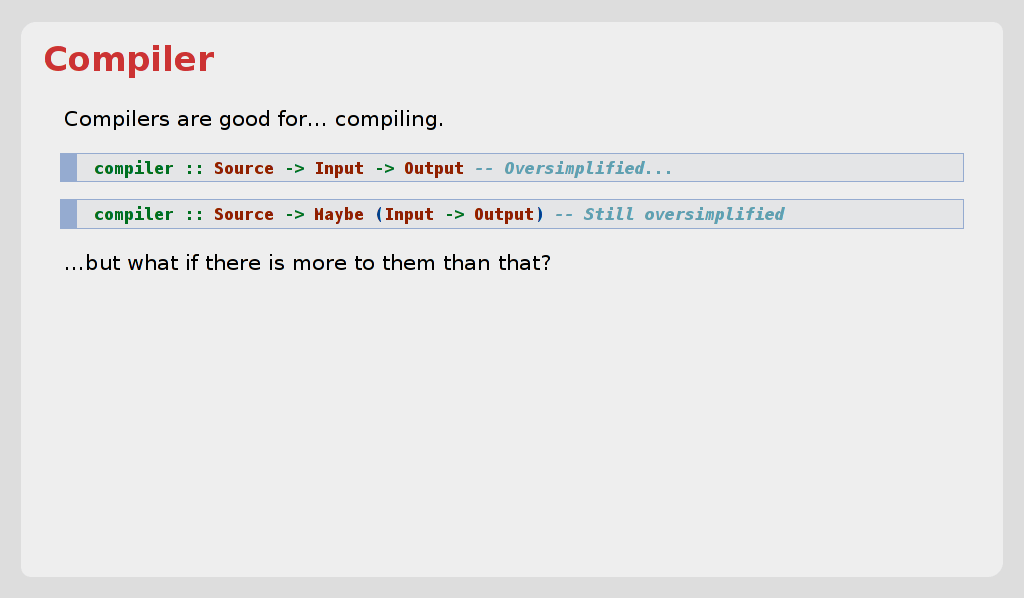 Compiler
Compilers are good for… compiling.
compiler :: Source -> Input -> Output -- Oversimplified...
compiler :: Source -> Maybe (Input -> Output) -- Still oversimplified
…but what if there is more to them than that?